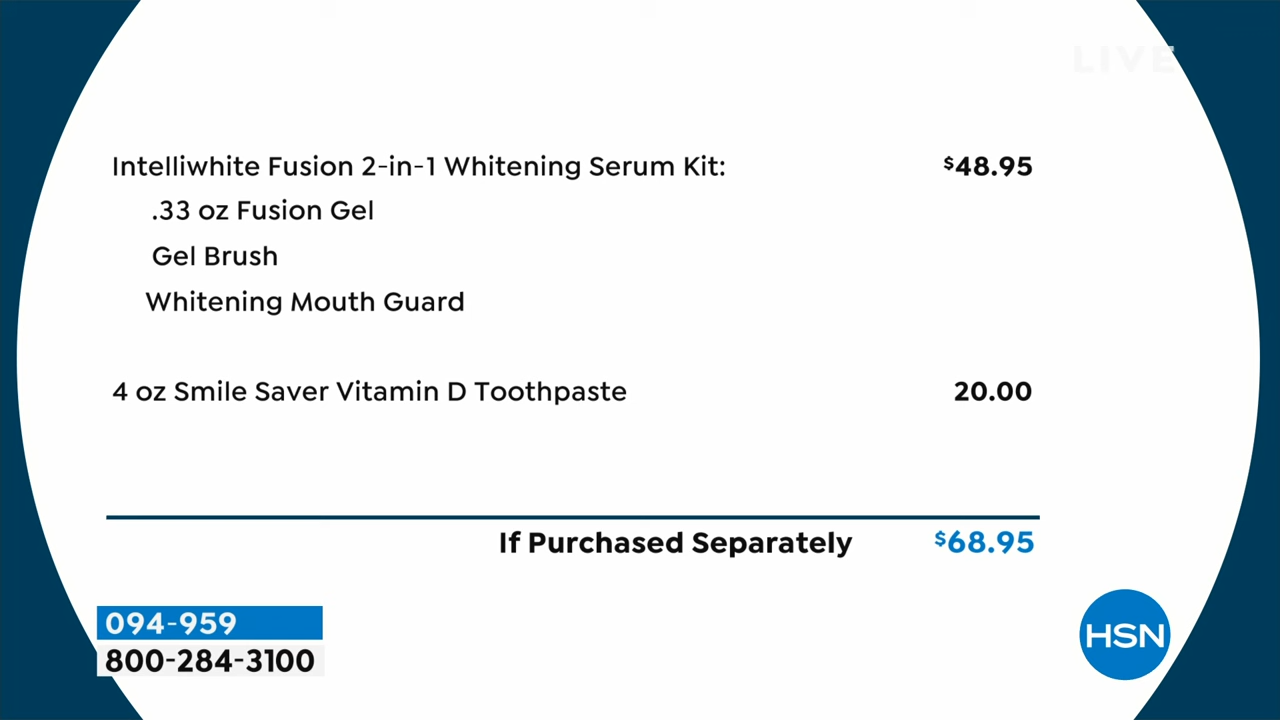 LIVE
Intelliwhite Fusion 2-in-1 Whitening Serum Kit: $48.95
.33 oz Fusion Gel
Gel Brush
Whitening Mouth Guard
4 oz Smile Saver Vitamin D Toothpaste 20.00
If Purchased Separately $68.95
094-959
800-284-3100
HSN